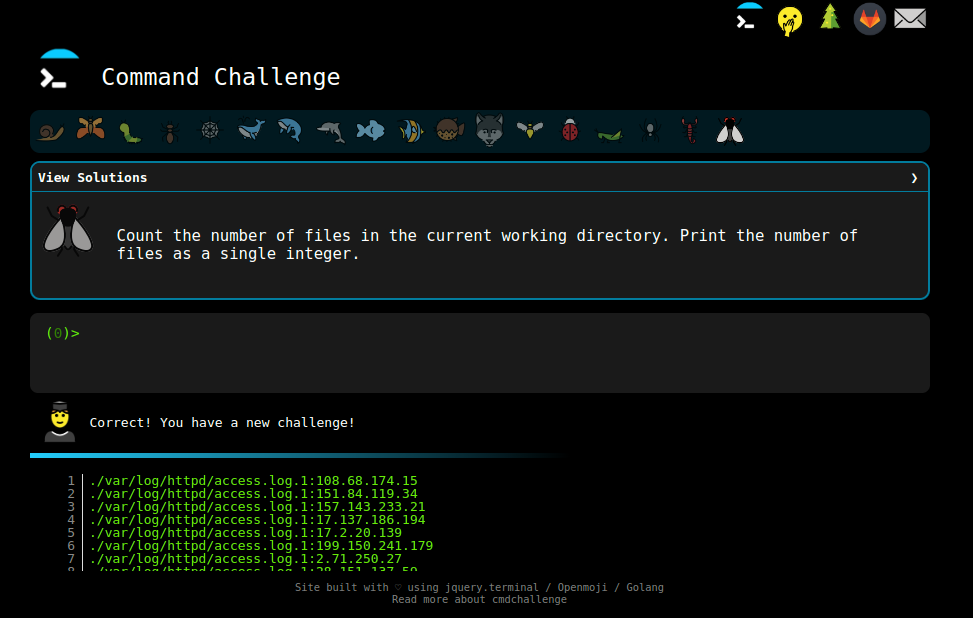 Command Challenge
View Solutions ❯
Count the number of files in the current working directory. Print the number of
files as a single integer.
(0)>
Correct! You have a new challenge!
1 ./var/log/httpd/access.log.1:108.68.174.15
2 ./var/log/httpd/access.log.1:151.84.119.34
3 ./var/log/httpd/access.log.1:157.143.233.21
4 ./var/log/httpd/access.log.1:17.137.186.194
5 ./var/log/httpd/access.log.1:17.2.20.139
6 ./var/log/httpd/access.log.1:199.150.241.179
7 ./var/log/httpd/access.log.1:2.71.250.27
Site built with ♡ using jquery.terminal / Openmoji / Golang
Read more about cmdchallenge